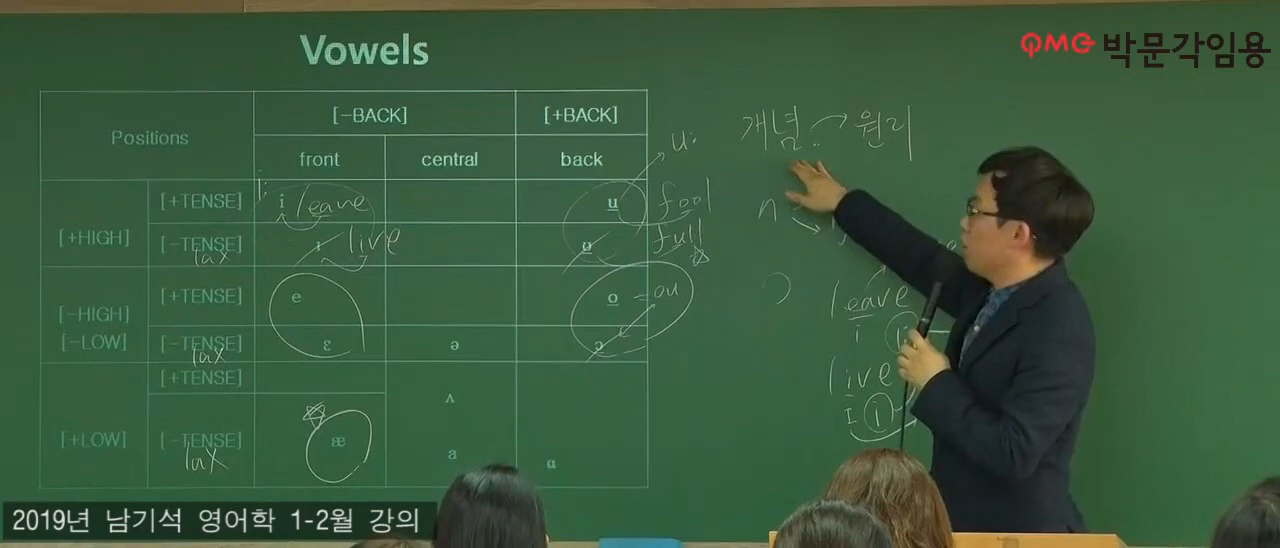 Vowels
QMG 박문각임용
Positions [−BACK] [+BACK]
front central back
[+HIGH] [+TENSE] i leave u fool u:
[−TENSE] lax ɪ live ʊ full
[−HIGH] [−LOW] [+TENSE] e o = ou
[−TENSE] lax ɛ ə ɔ
[+LOW] [+TENSE]
ʌ
[−TENSE] lax æ a ɑ
개념 → 원리
n
leave
i
live
I i
2019년 남기석 영어학 1-2월 강의